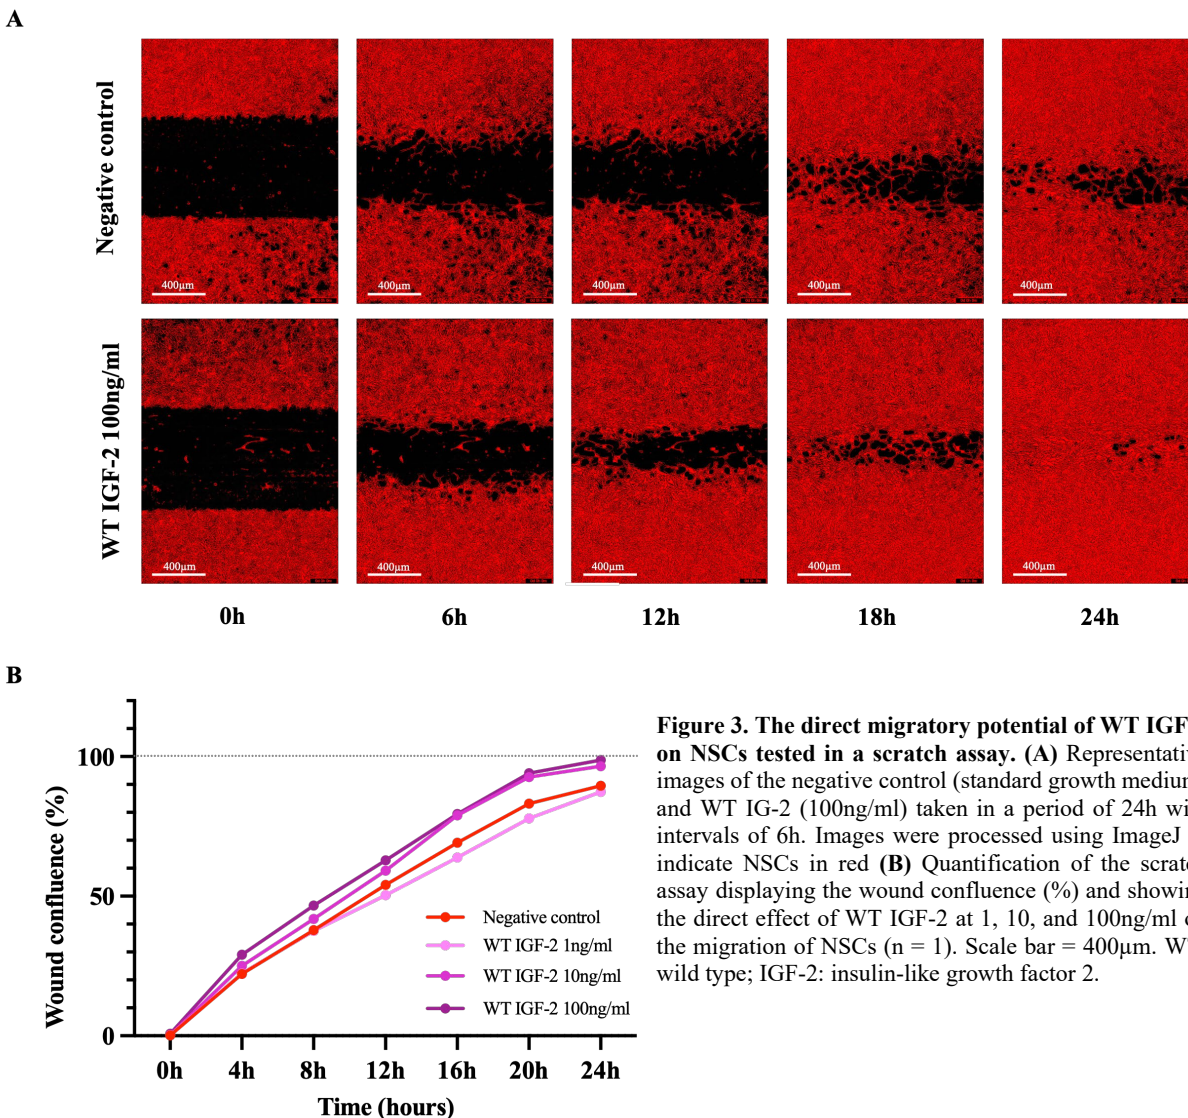 A
Negative control
400µm
400µm
400µm
400µm
400µm
WT IGF-2 100ng/ml
400µm
400µm
400µm
400µm
400µm
0h
6h
12h
18h
24h
B
Wound confluence (%)
100
50
0
0h
4h
8h
12h
16h
20h
24h
Time (hours)
Negative control
WT IGF-2 1ng/ml
WT IGF-2 10ng/ml
WT IGF-2 100ng/ml
Figure 3. The direct migratory potential of WT IGF
on NSCs tested in a scratch assay. (A) Representativ
images of the negative control (standard growth medium
and WT IG-2 (100ng/ml) taken in a period of 24h wi
intervals of 6h. Images were processed using ImageJ
indicate NSCs in red (B) Quantification of the scratc
assay displaying the wound confluence (%) and showin
the direct effect of WT IGF-2 at 1, 10, and 100ng/ml o
the migration of NSCs (n = 1). Scale bar = 400µm. W
wild type; IGF-2: insulin-like growth factor 2.